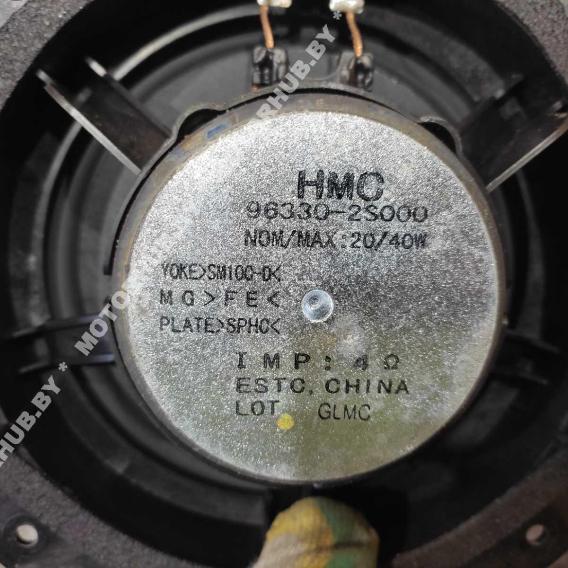 HMC
96330-2S000
NOM/MAX:20/40W
YOKE>SM10C-D<
MG>FE<
PLATE>SPHC<
IMP: 4Ω
ESTC, CHINA
LOT GLMC